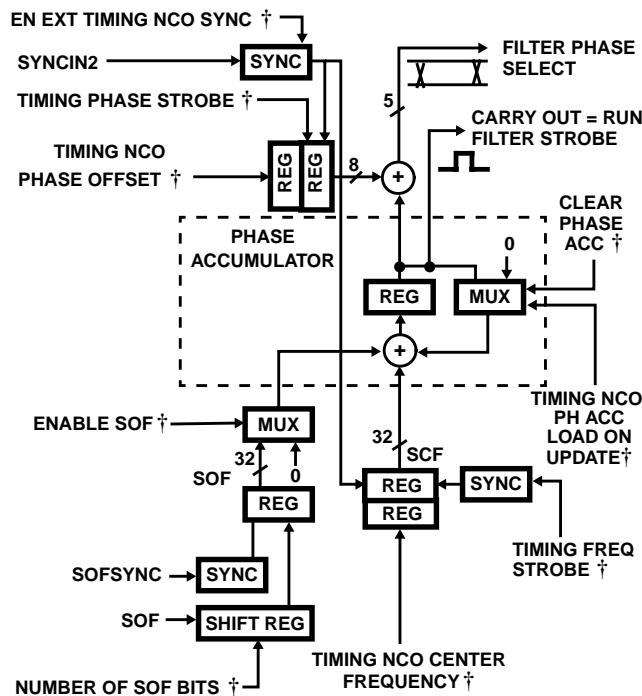 EN EXT TIMING NCO SYNC †
SYNCIN2
SYNC
FILTER PHASE
SELECT
5
TIMING PHASE STROBE †
CARRY OUT = RUN
FILTER STROBE
TIMING NCO
PHASE OFFSET †
REG
REG
8
+
CLEAR
PHASE
ACC †
PHASE
ACCUMULATOR
0
REG
MUX
+
TIMING NCO
PH ACC
LOAD ON
UPDATE †
ENABLE SOF †
MUX
32
SOF
0
32
SCF
REG
REG
REG
SYNC
TIMING FREQ
STROBE †
SOFSYNC
SYNC
SOF
SHIFT REG
NUMBER OF SOF BITS †
TIMING NCO CENTER
FREQUENCY †